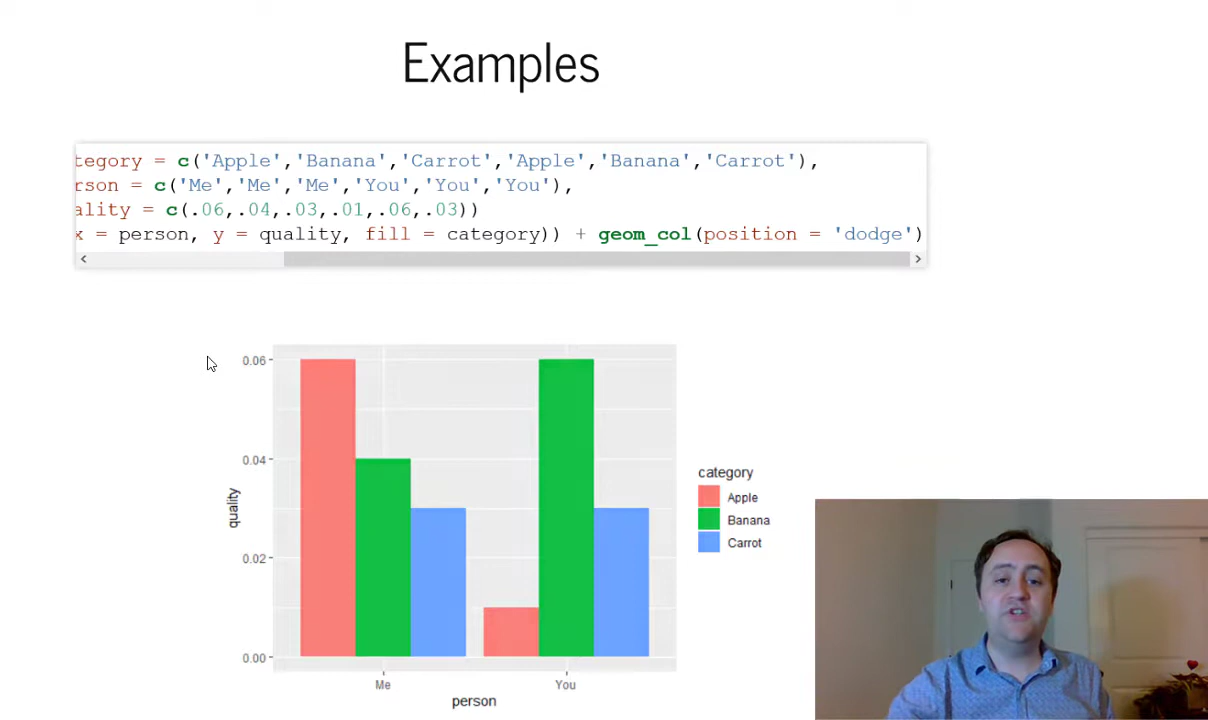 Examples
tegory = c('Apple','Banana','Carrot','Apple','Banana','Carrot'),
rson = c('Me','Me','Me','You','You','You'),
ality = c(.06,.04,.03,.01,.06,.03))
x = person, y = quality, fill = category)) + geom_col(position = 'dodge')
0.06
0.04
0.02
0.00
quality
Me You
person
category
Apple
Banana
Carrot